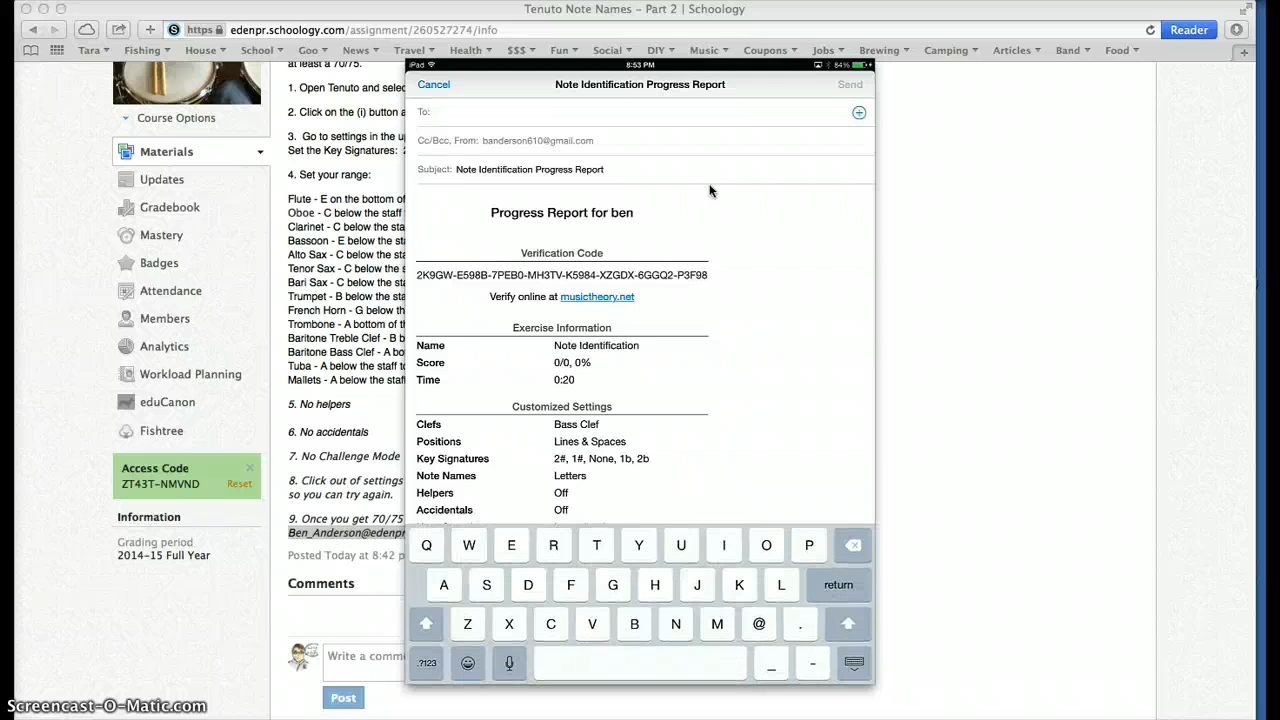 Tenuto Note Names - Part 2 | Schoology
https edenpr.schoology.com/assignment/260527274/info
Reader
Tara Fishing House School Goo News Travel Health $$$ Fun Social DIY Music Coupons Jobs Brewing Camping Articles Band Food
Course Options
Materials
Updates
Gradebook
Mastery
Badges
Attendance
Members
Analytics
Workload Planning
eduCanon
Fishtree
Access Code
ZT43T-NMVND Reset
Information
Grading period
2014-15 Full Year
at least a 70/75.
1. Open Tenuto and selec
2. Click on the (i) button a
3. Go to settings in the u
Set the Key Signatures: 2
4. Set your range:
Flute - E on the bottom of
Oboe - C below the staff
Clarinet - C below the sta
Bassoon - E below the st
Alto Sax - C below the sta
Tenor Sax - C below the
Bari Sax - C below the st
Trumpet - B below the st
French Horn - G below th
Trombone - A bottom of t
Baritone Treble Clef - B b
Baritone Bass Clef - A bo
Tuba - A below the staff to
Mallets - A below the staf
5. No helpers
6. No accidentals
7. No Challenge Mode
8. Click out of settings
so you can try again.
9. Once you get 70/75
Ben_Anderson@edenpr
Posted Today at 8:42 p
Comments
Write a comm
Post
iPad 8:53 PM 84%
Cancel Note Identification Progress Report Send
To:
Cc/Bcc, From: banderson610@gmail.com
Subject: Note Identification Progress Report
Progress Report for ben
Verification Code
2K9GW-E598B-7PEB0-MH3TV-K5984-XZGDX-6GGQ2-P3F98
Verify online at musictheory.net
Exercise Information
Name Note Identification
Score 0/0, 0%
Time 0:20
Customized Settings
Clefs Bass Clef
Positions Lines & Spaces
Key Signatures 2#, 1#, None, 1b, 2b
Note Names Letters
Helpers Off
Accidentals Off
Q W E R T Y U I O P
A S D F G H J K L return
Z X C V B N M @ .
.?123 _ -
Screencast-O-Matic.com